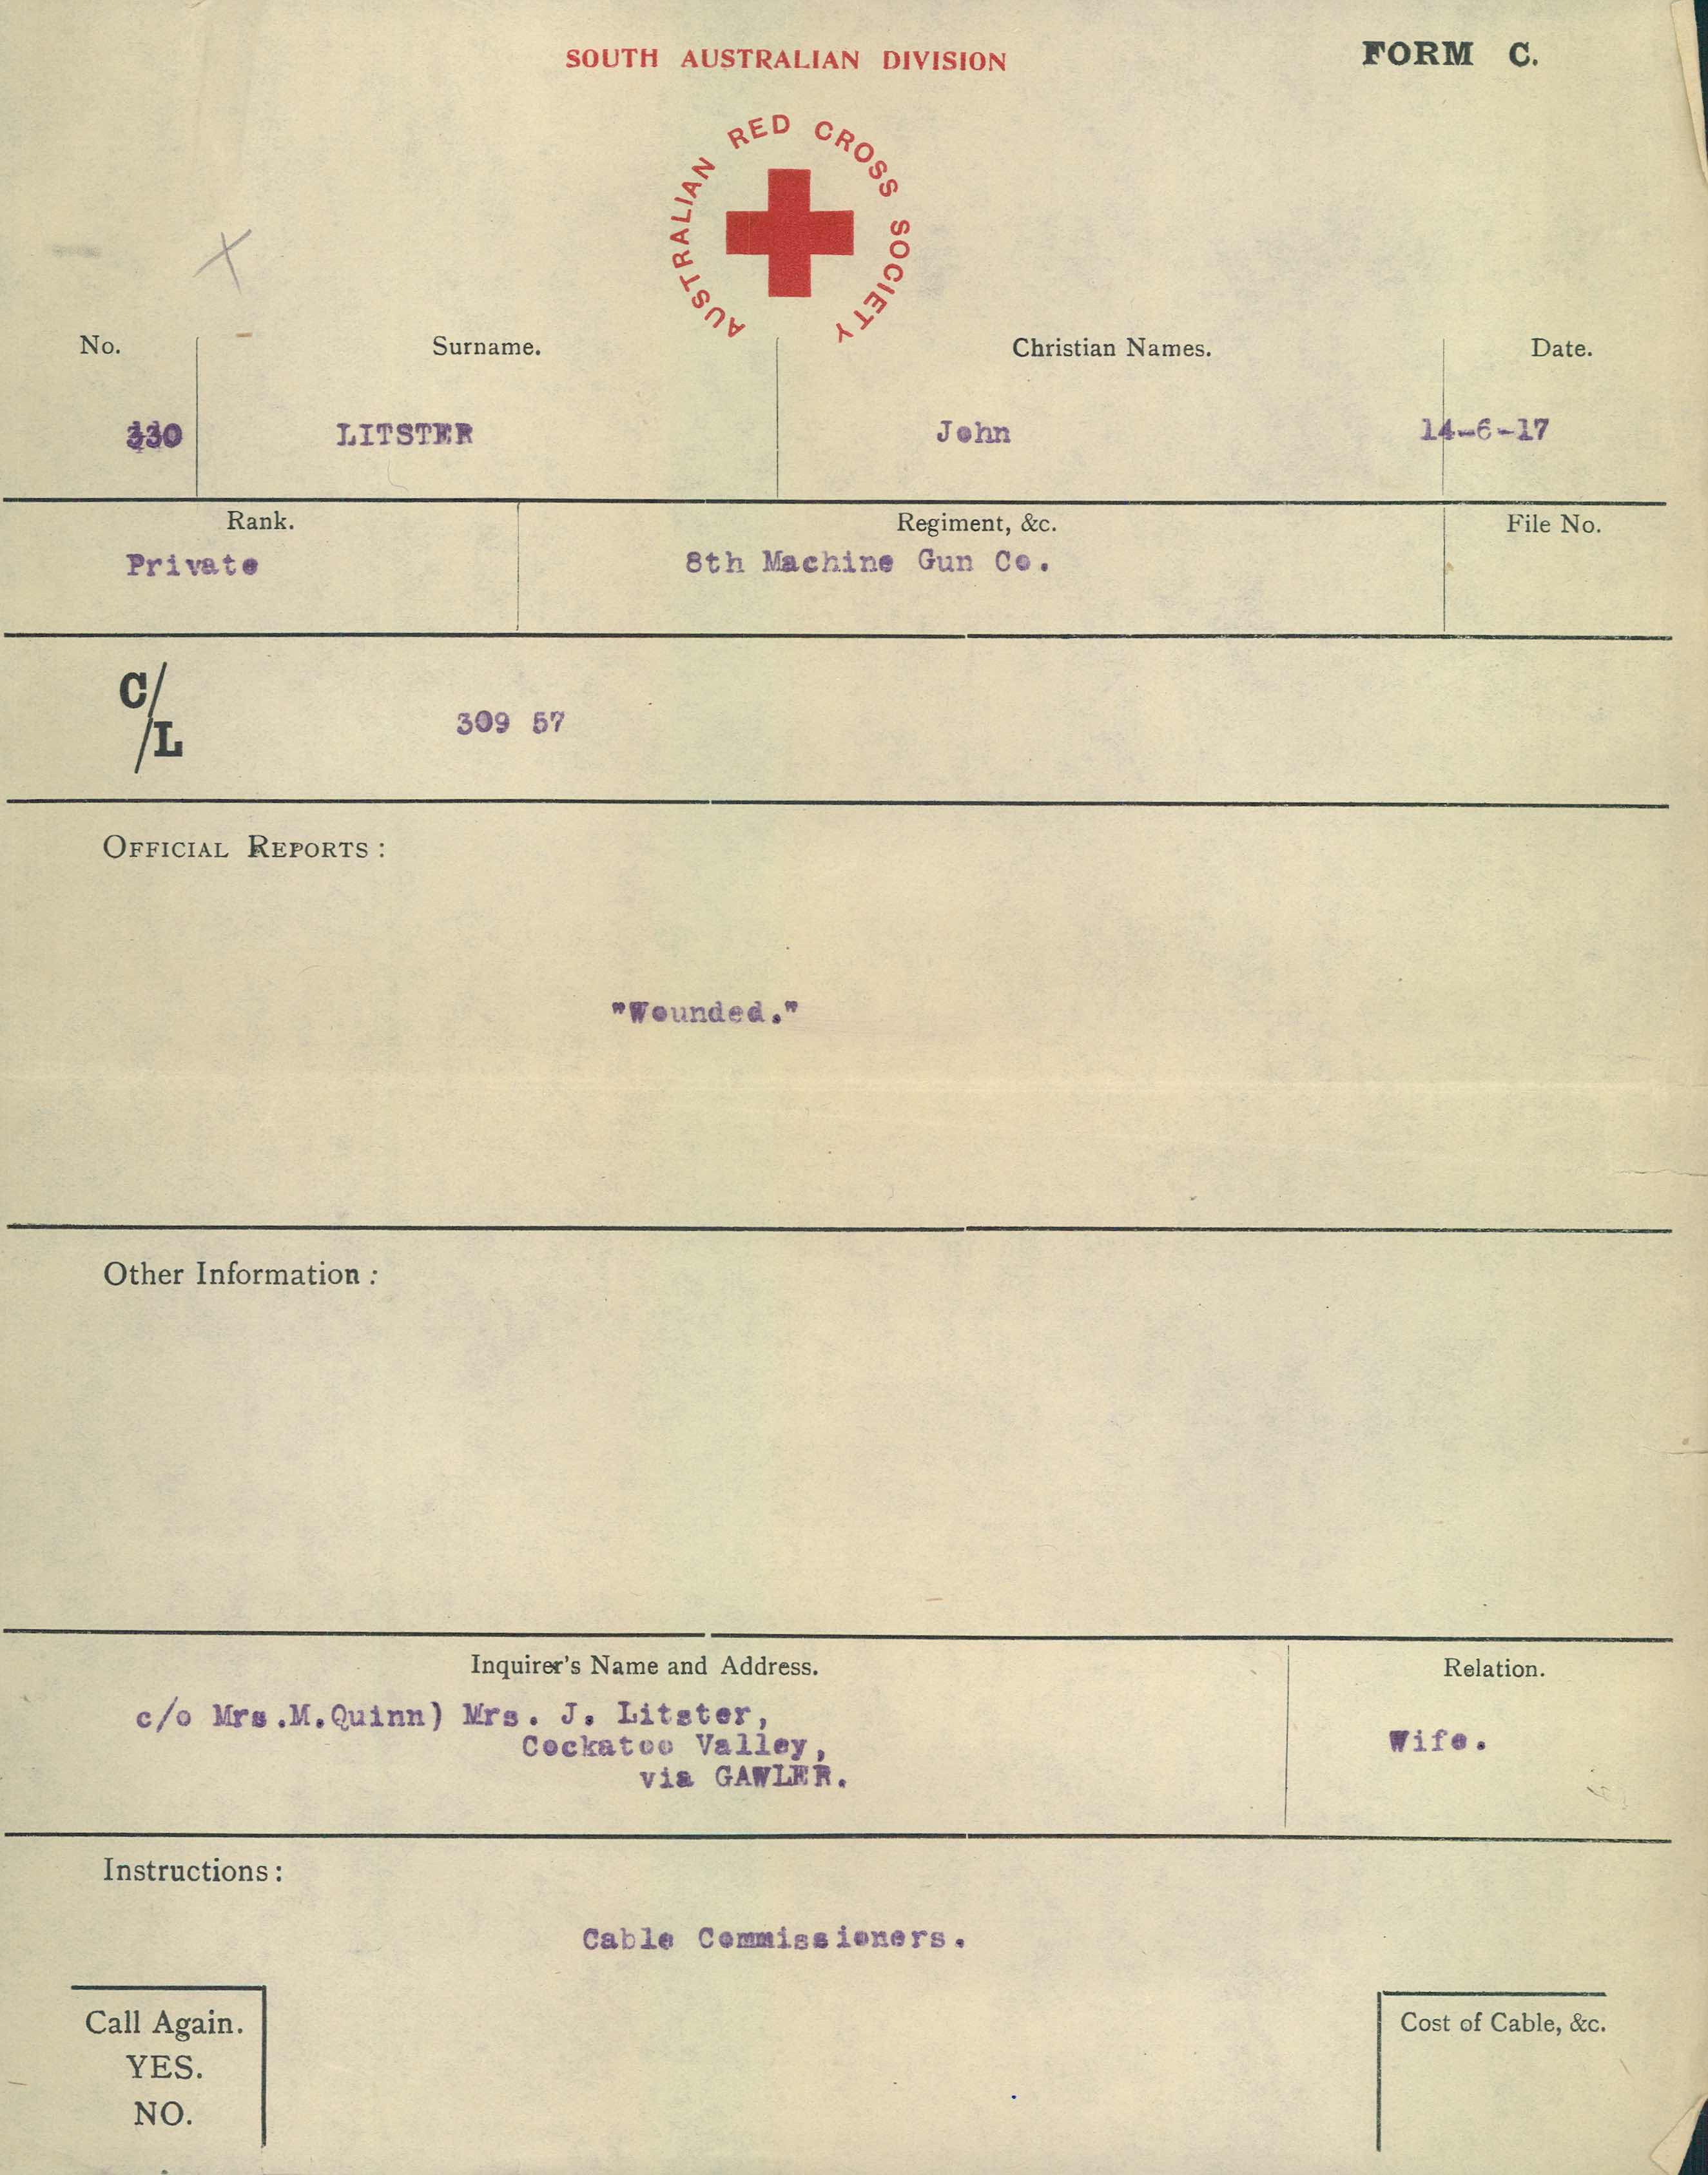 SOUTH AUSTRALIAN DIVISION
FORM C.
AUSTRALIAN RED CROSS SOCIETY
No. Surname. Christian Names. Date.
330 LITSTER John 14-6-17
Rank. Regiment, &c. File No.
Private 8th Machine Gun Co.
C/
/L
309 57
OFFICIAL REPORTS :
"Wounded."
Other Information :
Inquirer's Name and Address. Relation.
c/o Mrs.M.Quinn) Mrs. J. Litster,
Cockatoo Valley,
Wife.
via GAWLER.
Instructions :
Cable Commissioners.
Call Again.
YES.
NO.
Cost of Cable, &c.